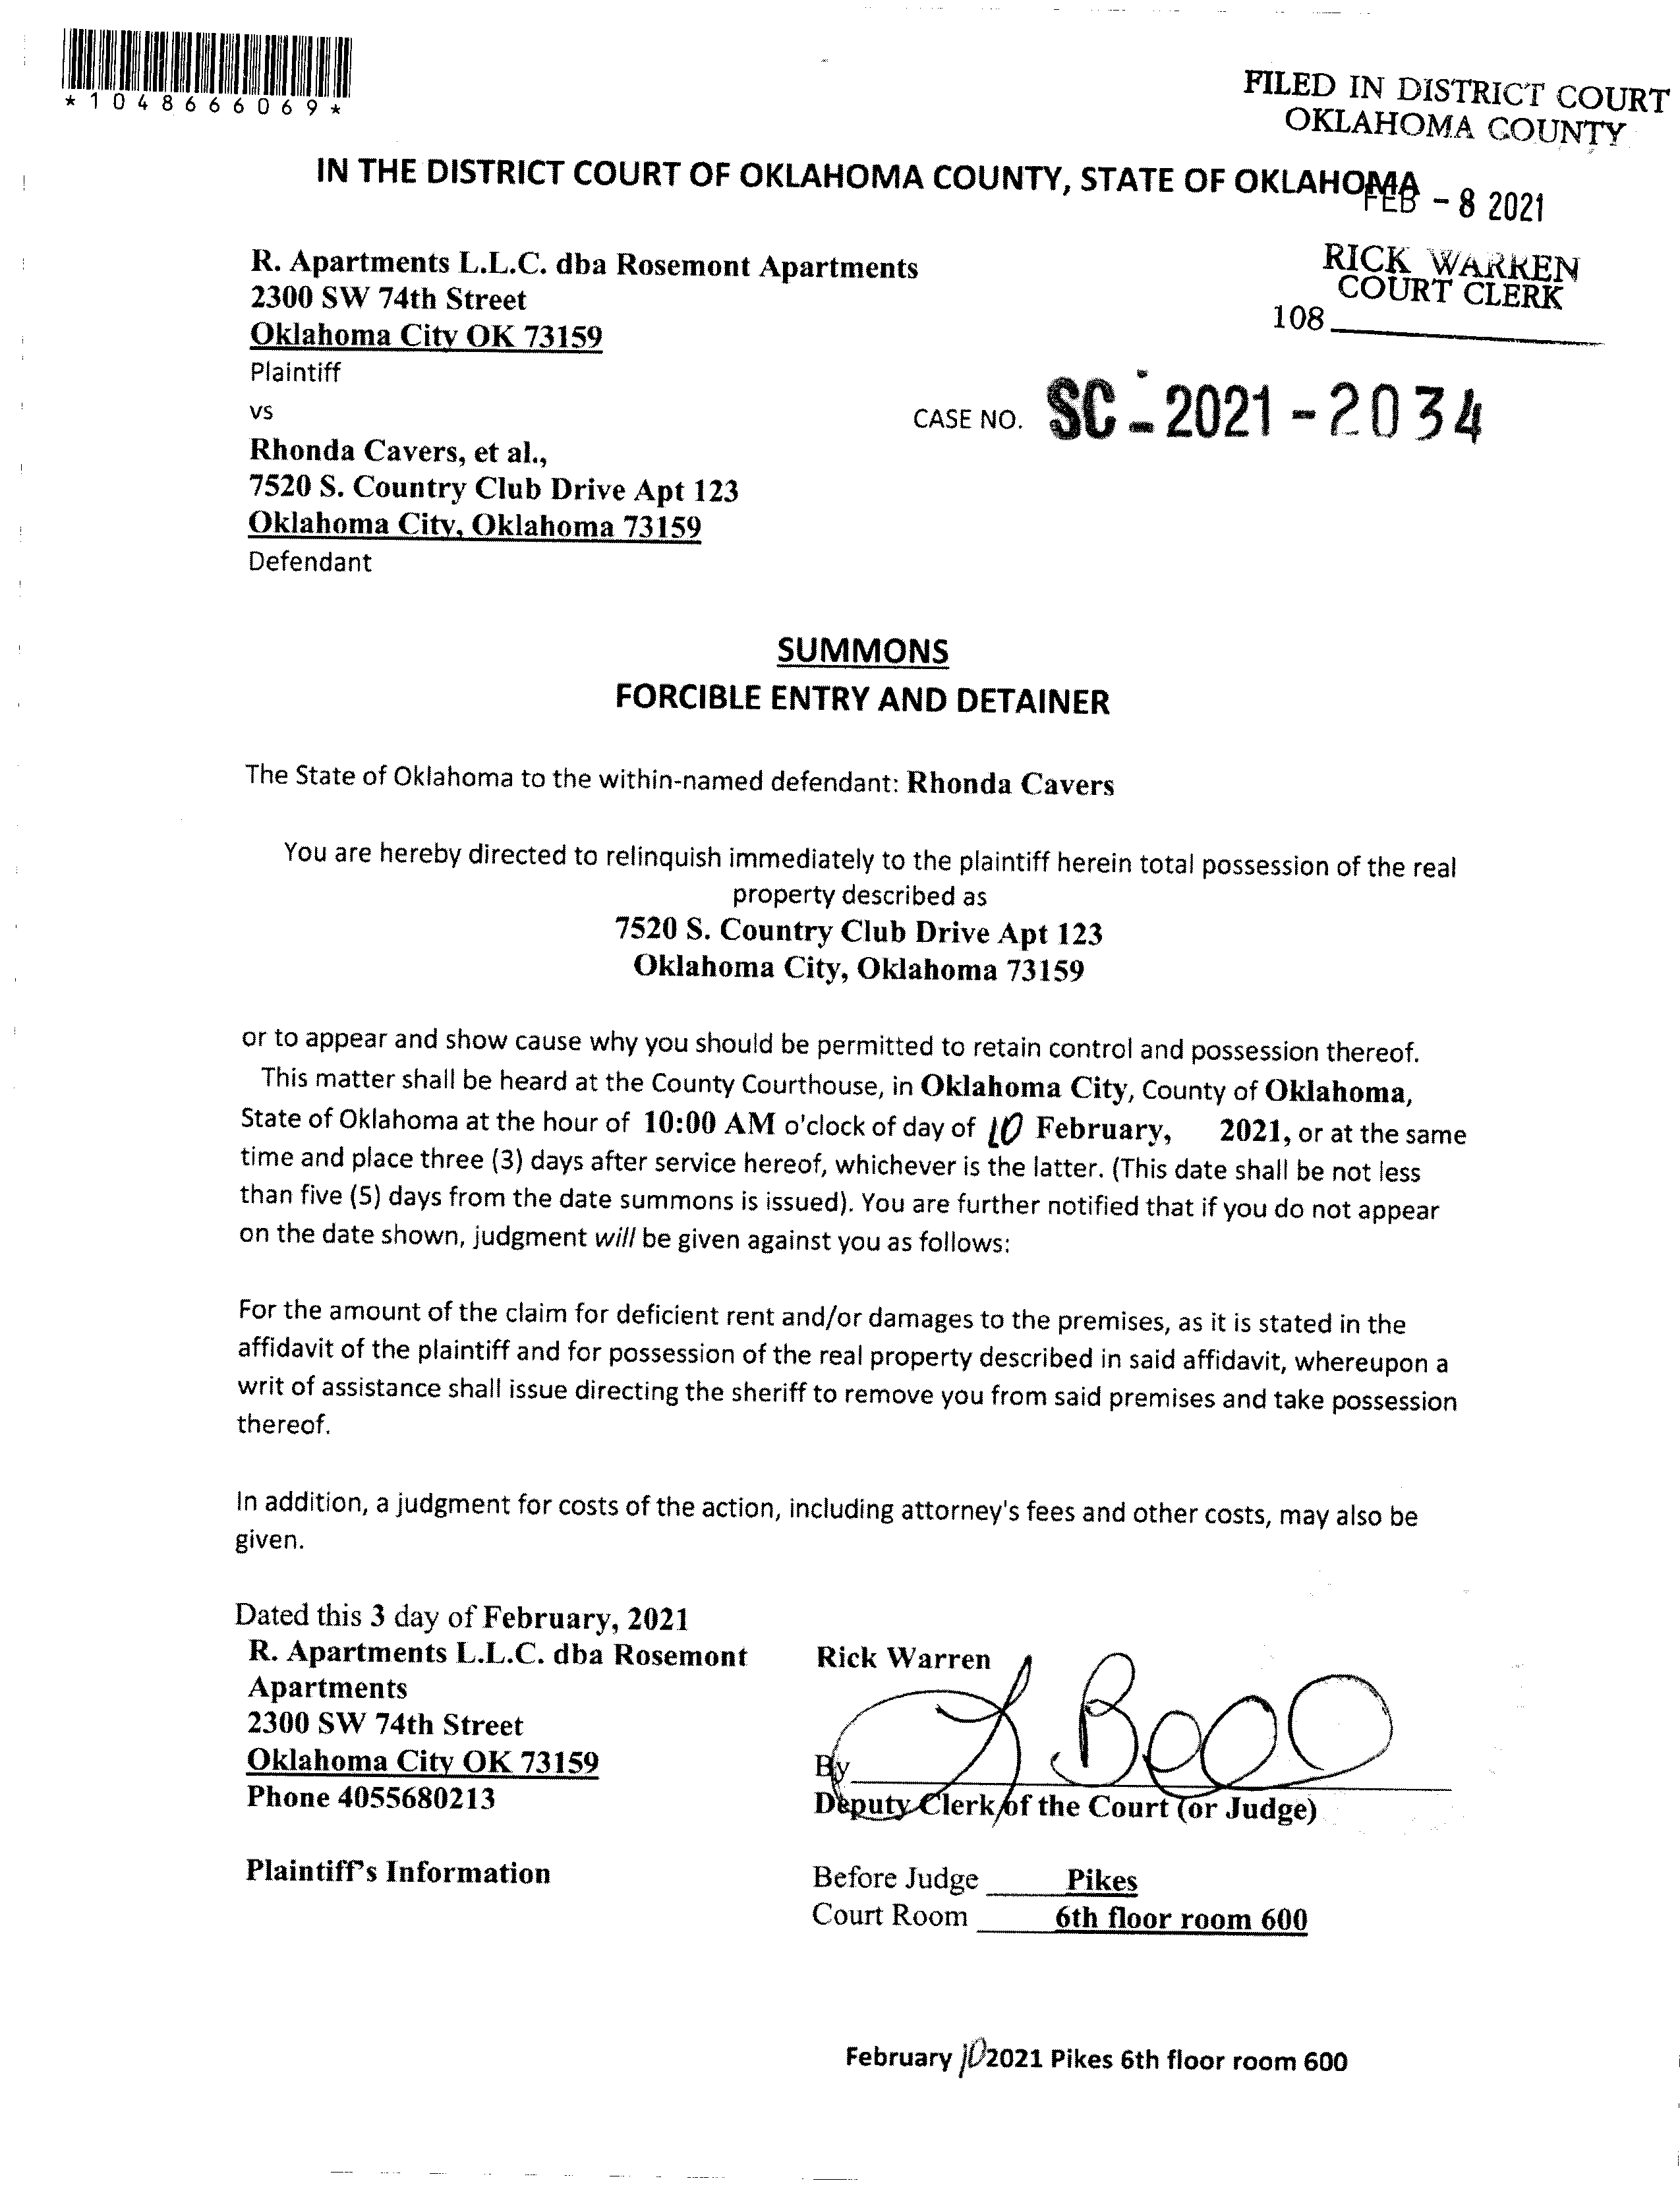 *1048666069*
FILED IN DISTRICT COURT
OKLAHOMA COUNTY
IN THE DISTRICT COURT OF OKLAHOMA COUNTY, STATE OF OKLAHOMA
FEB - 8 2021
R. Apartments L.L.C. dba Rosemont Apartments
2300 SW 74th Street
Oklahoma City OK 73159
Plaintiff
RICK WARREN
COURT CLERK
108
vs
CASE NO. SC - 2021 - 2034
Rhonda Cavers, et al.,
7520 S. Country Club Drive Apt 123
Oklahoma City, Oklahoma 73159
Defendant
SUMMONS
FORCIBLE ENTRY AND DETAINER
The State of Oklahoma to the within-named defendant: Rhonda Cavers
You are hereby directed to relinquish immediately to the plaintiff herein total possession of the real
property described as
7520 S. Country Club Drive Apt 123
Oklahoma City, Oklahoma 73159
or to appear and show cause why you should be permitted to retain control and possession thereof.
This matter shall be heard at the County Courthouse, in Oklahoma City, County of Oklahoma,
State of Oklahoma at the hour of 10:00 AM o'clock of day of 10 February, 2021, or at the same
time and place three (3) days after service hereof, whichever is the latter. (This date shall be not less
than five (5) days from the date summons is issued). You are further notified that if you do not appear
on the date shown, judgment will be given against you as follows:
For the amount of the claim for deficient rent and/or damages to the premises, as it is stated in the
affidavit of the plaintiff and for possession of the real property described in said affidavit, whereupon a
writ of assistance shall issue directing the sheriff to remove you from said premises and take possession
thereof.
In addition, a judgment for costs of the action, including attorney's fees and other costs, may also be
given.
Dated this 3 day of February, 2021
R. Apartments L.L.C. dba Rosemont
Apartments
2300 SW 74th Street
Oklahoma City OK 73159
Phone 4055680213
Plaintiff's Information
Rick Warren
By
Deputy Clerk of the Court (or Judge)
Before Judge Pikes
Court Room 6th floor room 600
February 10 2021 Pikes 6th floor room 600